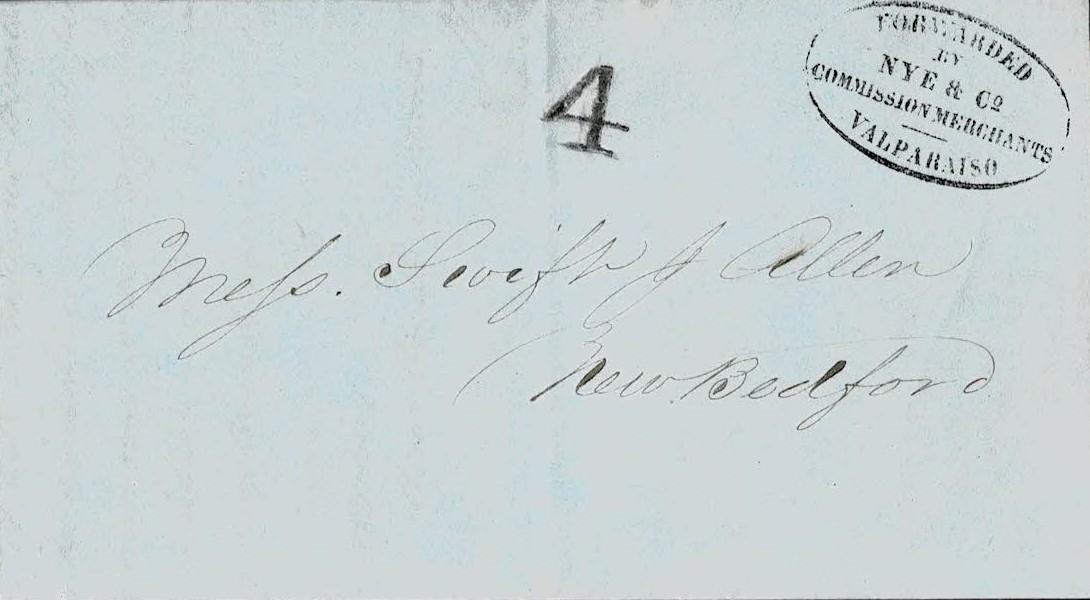 4
FORWARDED
BY
NYE & Cº
COMMISSION MERCHANTS
VALPARAISO
Mess. Swift & Allen
New Bedford